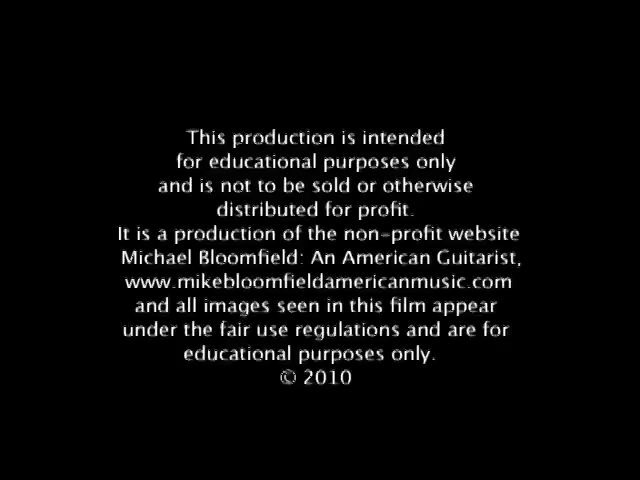 This production is intended
for educational purposes only
and is not to be sold or otherwise
distributed for profit.
It is a production of the non-profit website
Michael Bloomfield: An American Guitarist,
www.mikebloomfieldamericanmusic.com
and all images seen in this film appear
under the fair use regulations and are for
educational purposes only.
© 2010